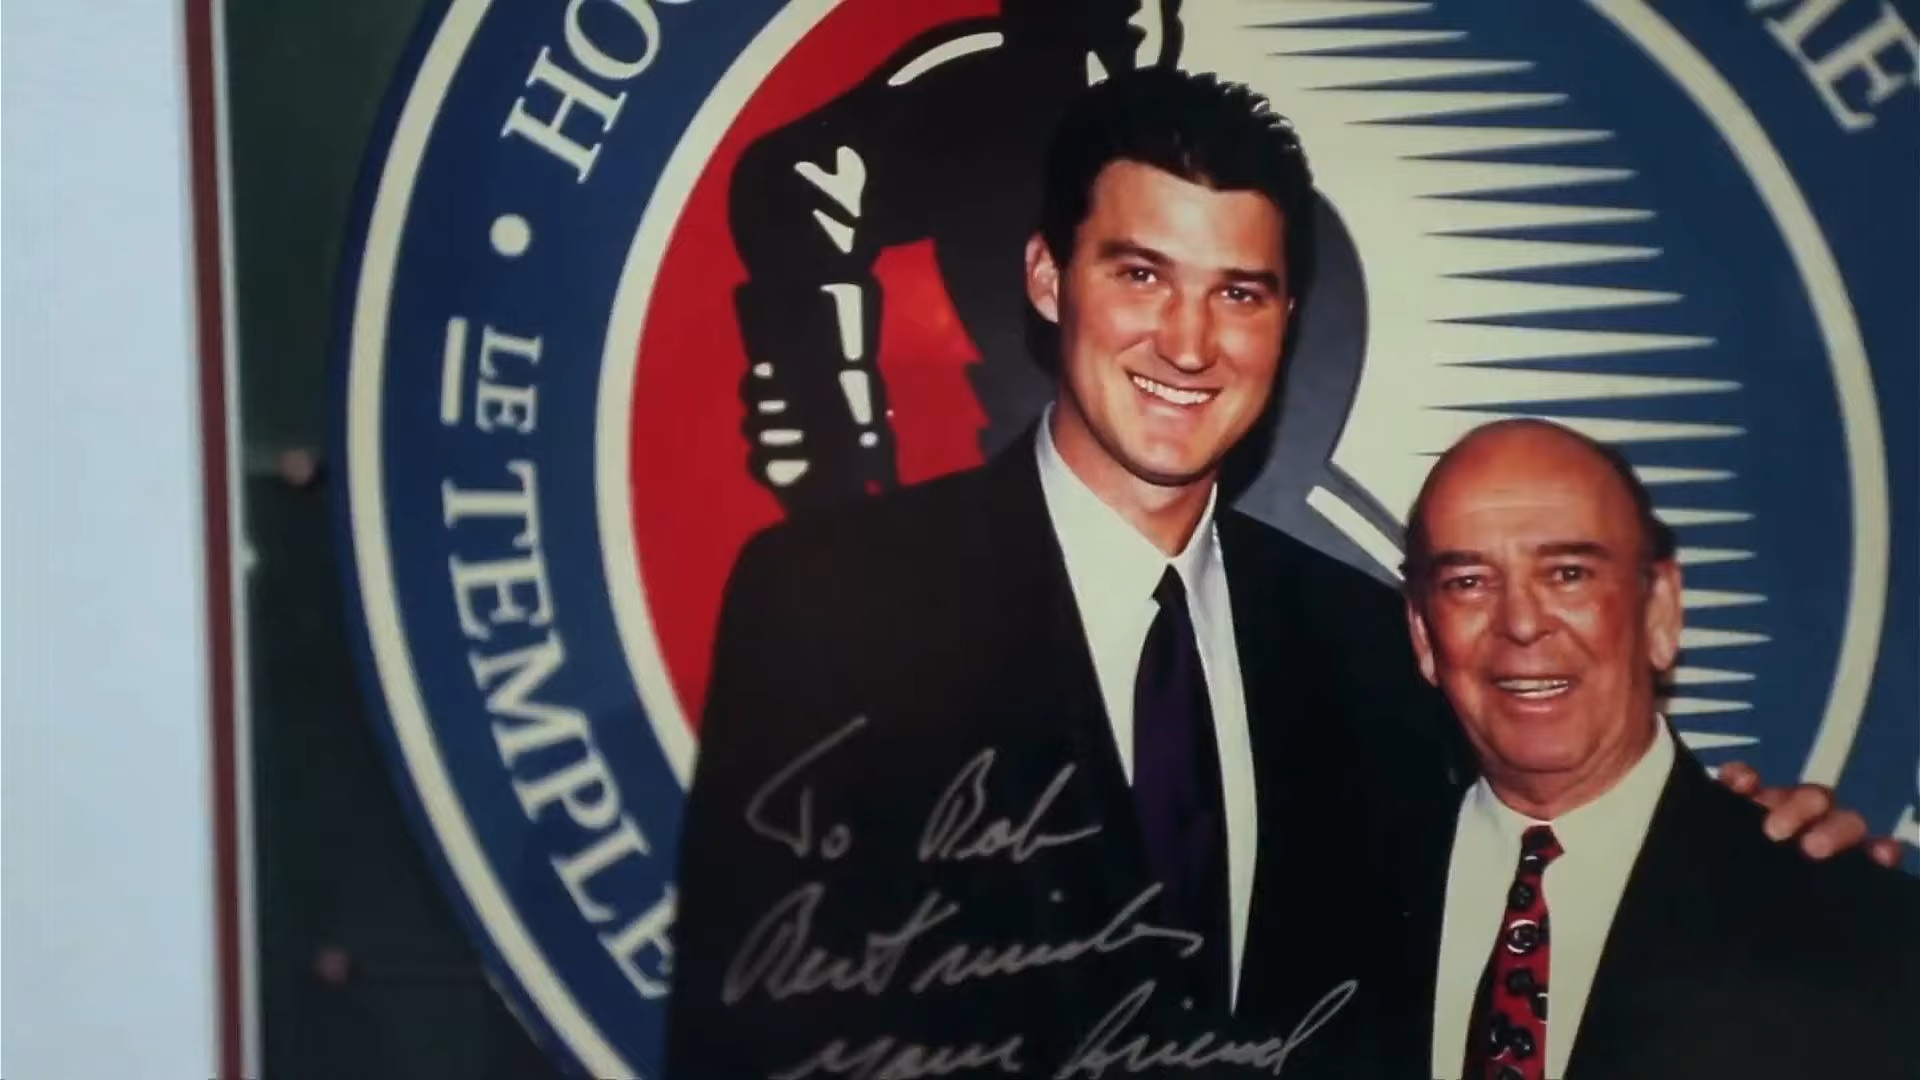 HO
ME
• LE TEMPLE
To Bob
Best wishes
your friend